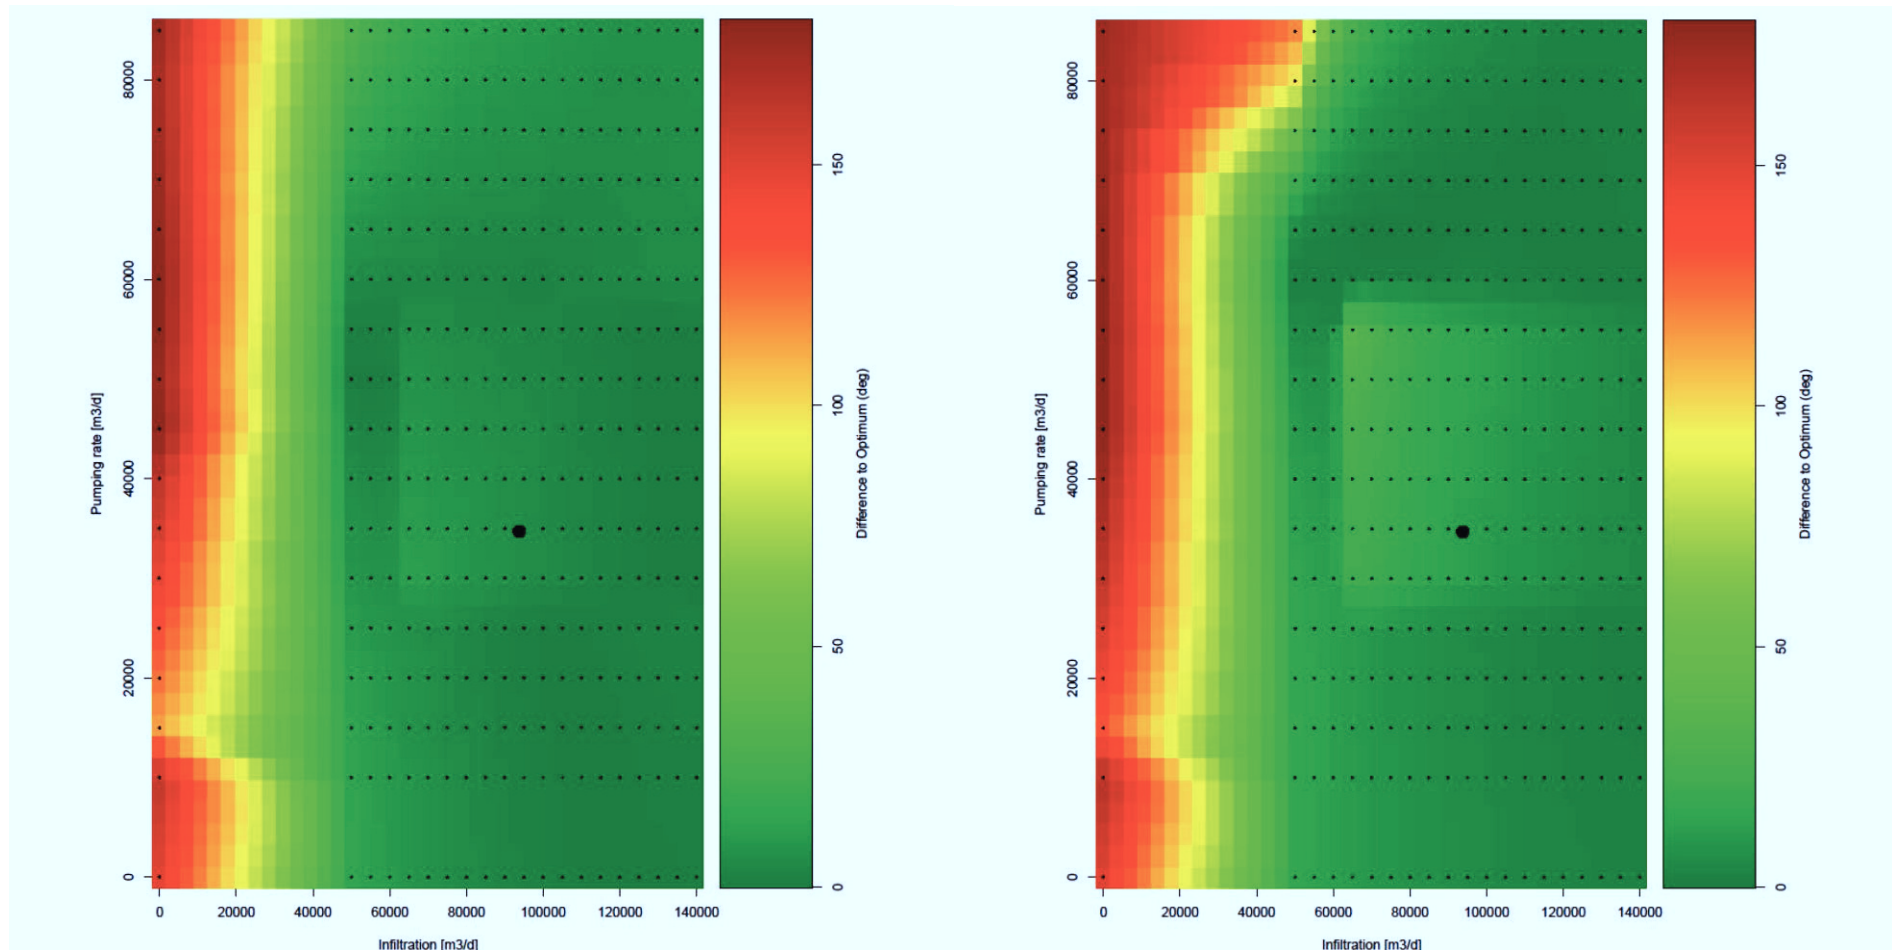 80000
60000
40000
20000
0
Pumping rate [m3/d]
0 20000 40000 60000 80000 100000 120000 140000
Infiltration [m3/d]
150
100
50
0
Difference to Optimum (deg)
80000
60000
40000
20000
0
Pumping rate [m3/d]
0 20000 40000 60000 80000 100000 120000 140000
Infiltration [m3/d]
150
100
50
0
Difference to Optimum (deg)